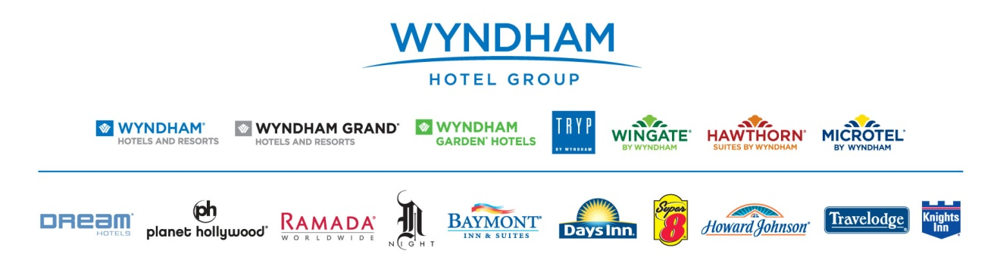 WYNDHAM
HOTEL GROUP
WYNDHAM®
HOTELS AND RESORTS
WYNDHAM GRAND®
HOTELS AND RESORTS
WYNDHAM
GARDEN® HOTELS
TRYP
BY WYNDHAM
WINGATE®
BY WYNDHAM
HAWTHORN®
SUITES BY WYNDHAM
MICROTEL®
BY WYNDHAM
DREAM®
HOTELS
ph
planet hollywood®
RAMADA®
WORLDWIDE
N
NIGHT
BAYMONT®
INN & SUITES
Days Inn®
Super
8
Howard Johnson®
Travelodge®
Knights
Inn®